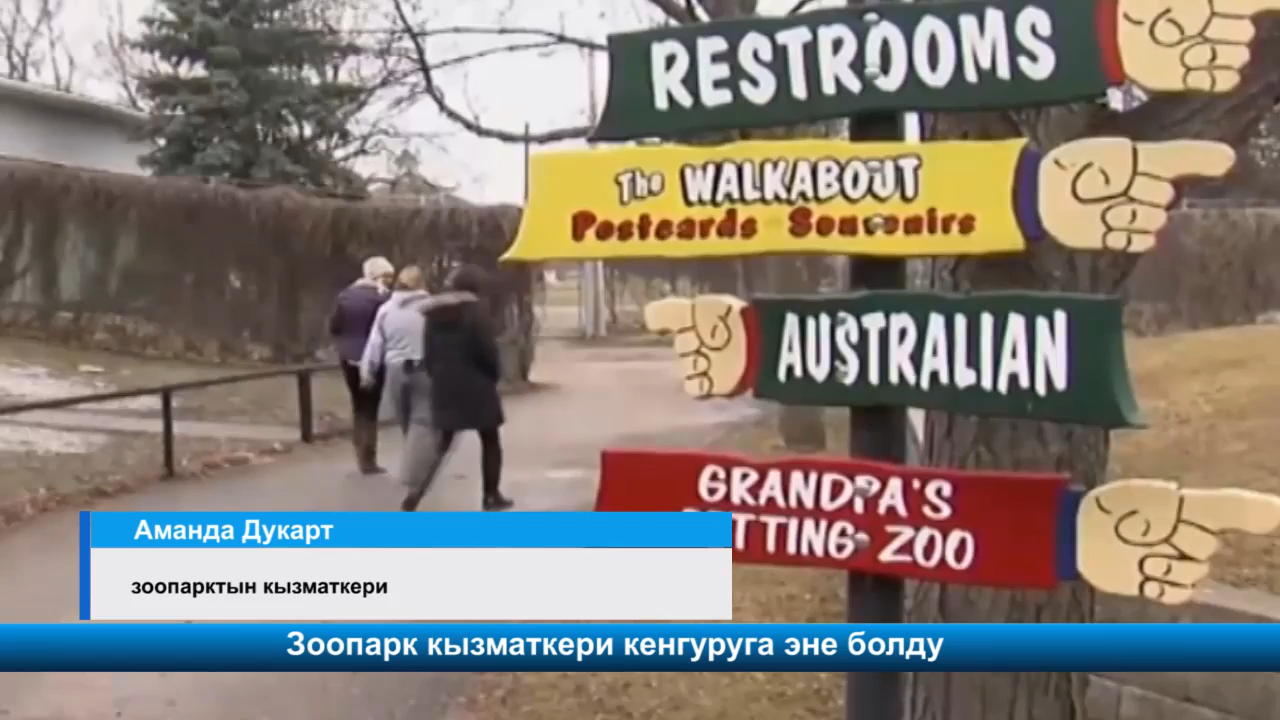 RESTROOMS
The WALKABOUT
Postcards Souvenirs
AUSTRALIAN
GRANDPA'S
ZOO
Аманда Дукарт
зоопарктын кызматкери
Зоопарк кызматкери кенгуруга эне болду